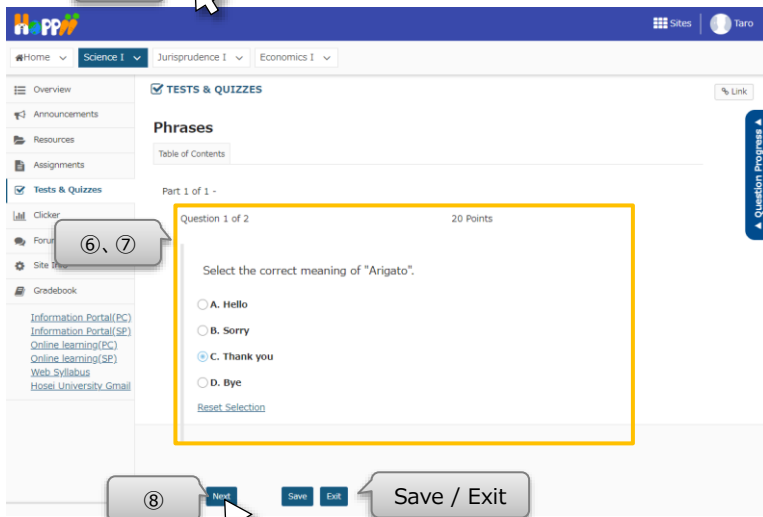 HoPPii
Sites
Taro
Home
Science I
Jurisprudence I
Economics I
Overview
Announcements
Resources
Assignments
Tests & Quizzes
Clicker
Site
Gradebook
Information Portal(PC)
Information Portal(SP)
Online learning(PC)
Online learning(SP)
Web Syllabus
Hosei University Gmail
TESTS & QUIZZES
Link
Phrases
Table of Contents
Part 1 of 1 -
Question 1 of 2
20 Points
⑥、⑦
Select the correct meaning of "Arigato".
A. Hello
B. Sorry
C. Thank you
D. Bye
Reset Selection
◀ Question Progress ◀
⑧
Next
Save
Exit
Save / Exit